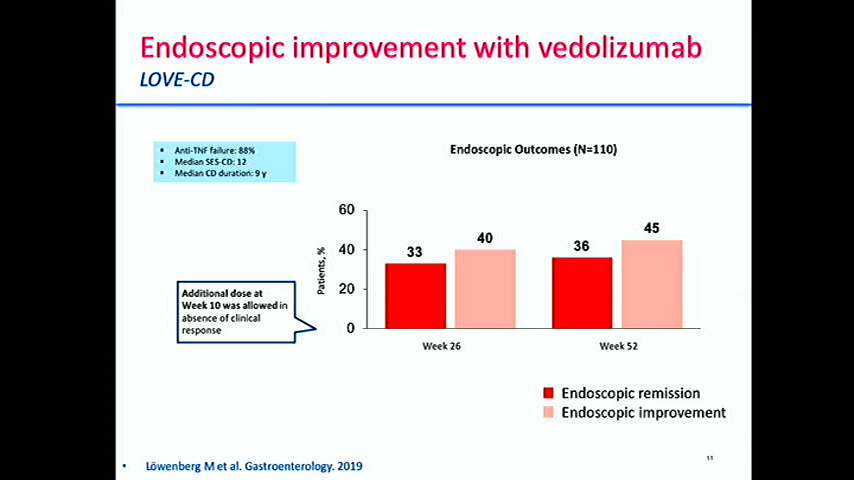 Endoscopic improvement with vedolizumab
LOVE-CD
▪ Anti-TNF failure: 88%
▪ Median SES-CD: 12
▪ Median CD duration: 9 y
Endoscopic Outcomes (N=110)
Patients, %
60
40
20
0
33
40
36
45
Week 26
Week 52
Additional dose at
Week 10 was allowed in
absence of clinical
response
Endoscopic remission
Endoscopic improvement
• Löwenberg M et al. Gastroenterology. 2019
11